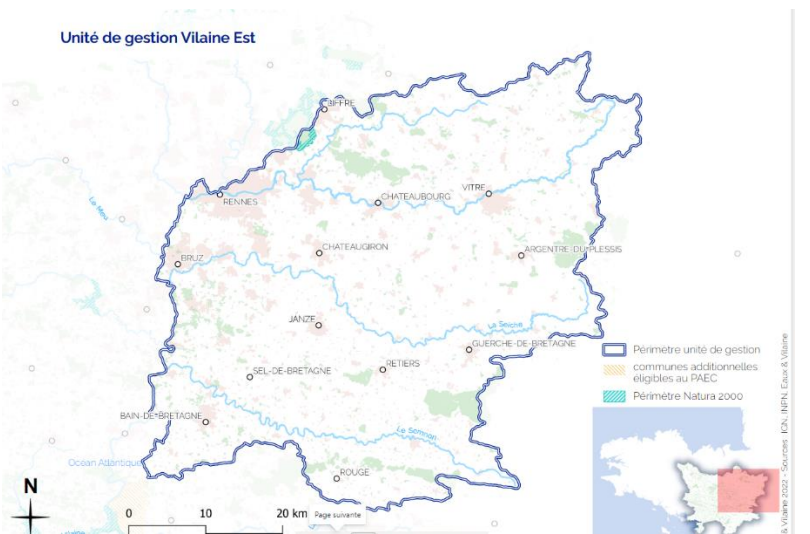 Unité de gestion Vilaine Est
LIFFRE
RENNES
CHATEAUBOURG
VITRE
Le Meu
BRUZ
CHATEAUGIRON
ARGENTRE-DU-PLESSIS
JANZE
La Seiche
GUERCHE-DE-BRETAGNE
SEL-DE-BRETAGNE
RETIERS
BAIN-DE-BRETAGNE
Le Semnon
Océan Atlantique
ROUGE
Périmètre unité de gestion
communes additionnelles
éligibles au PAEC
Périmètre Natura 2000
N
0 10 20 km
Page suivante
& Vilaine 2022 - Sources : IGN, INPN, Eaux & Vilaine